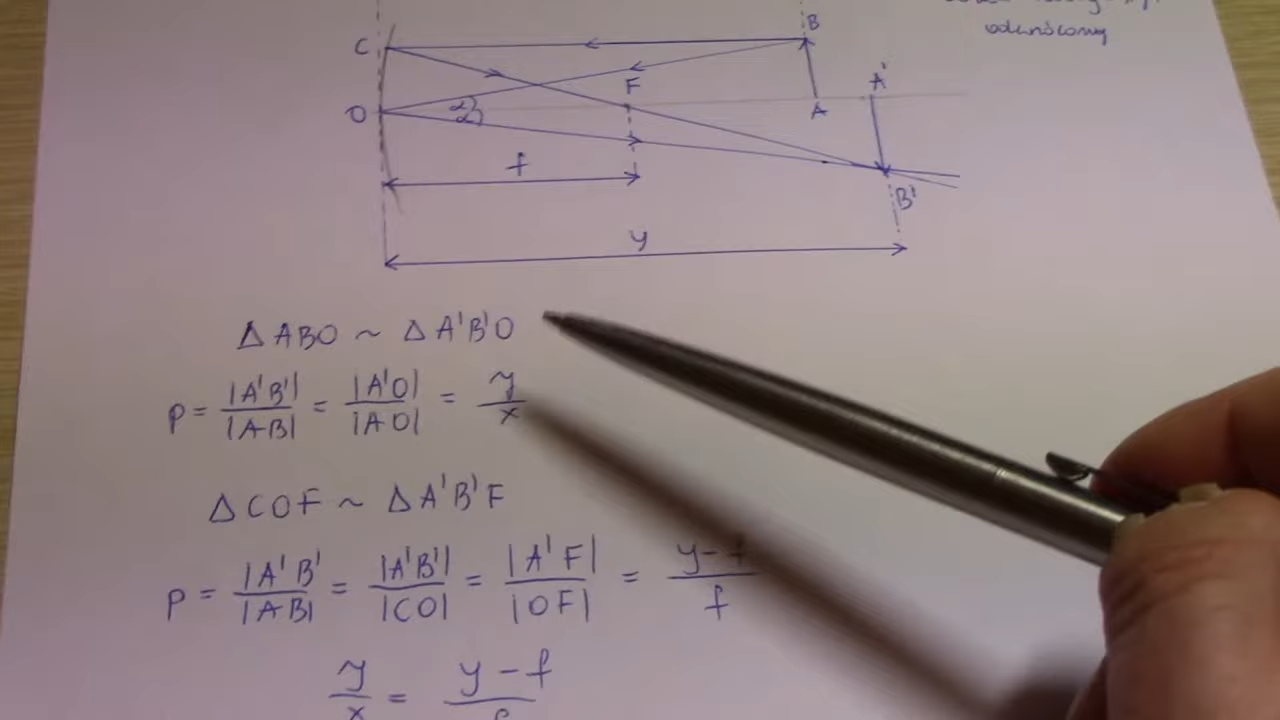 odwrócony
B
C
A'
F
O
α
α
A
f
B'
y
Δ ABO ~ Δ A'B'O
p = |A'B'| / |AB| = |A'O| / |AO| = y / x
Δ COF ~ Δ A'B'F
p = |A'B' / |AB| = |A'B'| / |CO| = |A'F| / |OF| = y - f / f
y / x = y - f / f